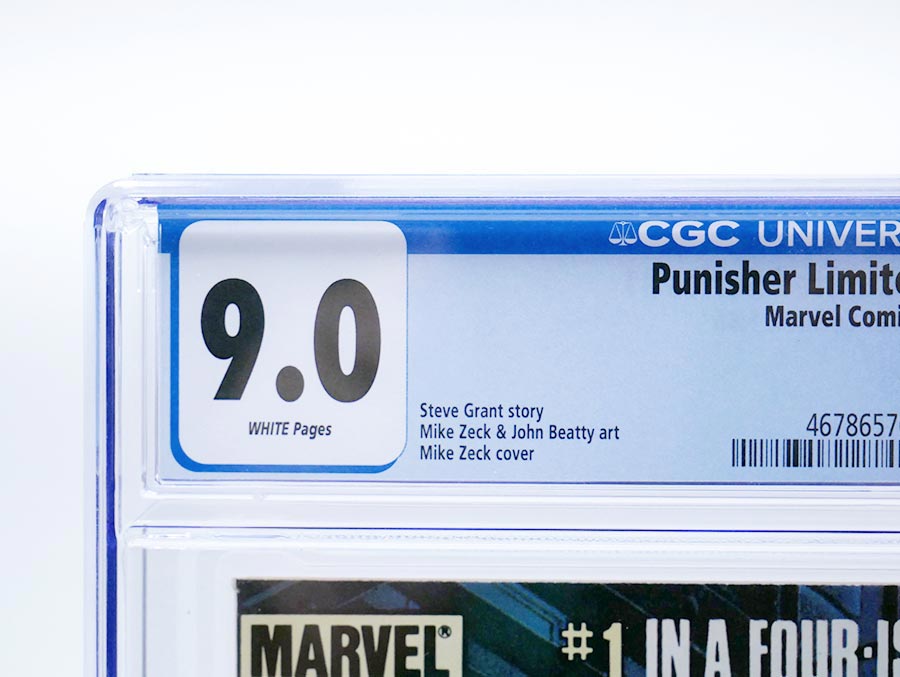 CGC UNIVER
Punisher Limite
Marvel Comi
9.0
WHITE Pages
Steve Grant story
Mike Zeck & John Beatty art
Mike Zeck cover
4678657
MARVEL®
#1 IN A FOUR-IS